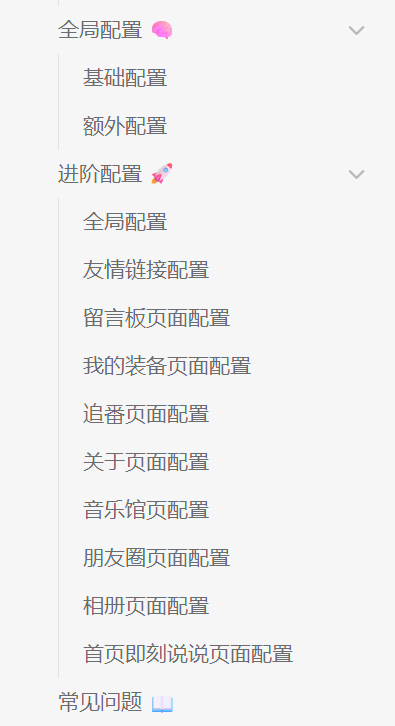 全局配置 🧠
基础配置
额外配置
进阶配置 🚀
全局配置
友情链接配置
留言板页面配置
我的装备页面配置
追番页面配置
关于页面配置
音乐馆页配置
朋友圈页面配置
相册页面配置
首页即刻说说页面配置
常见问题 📖